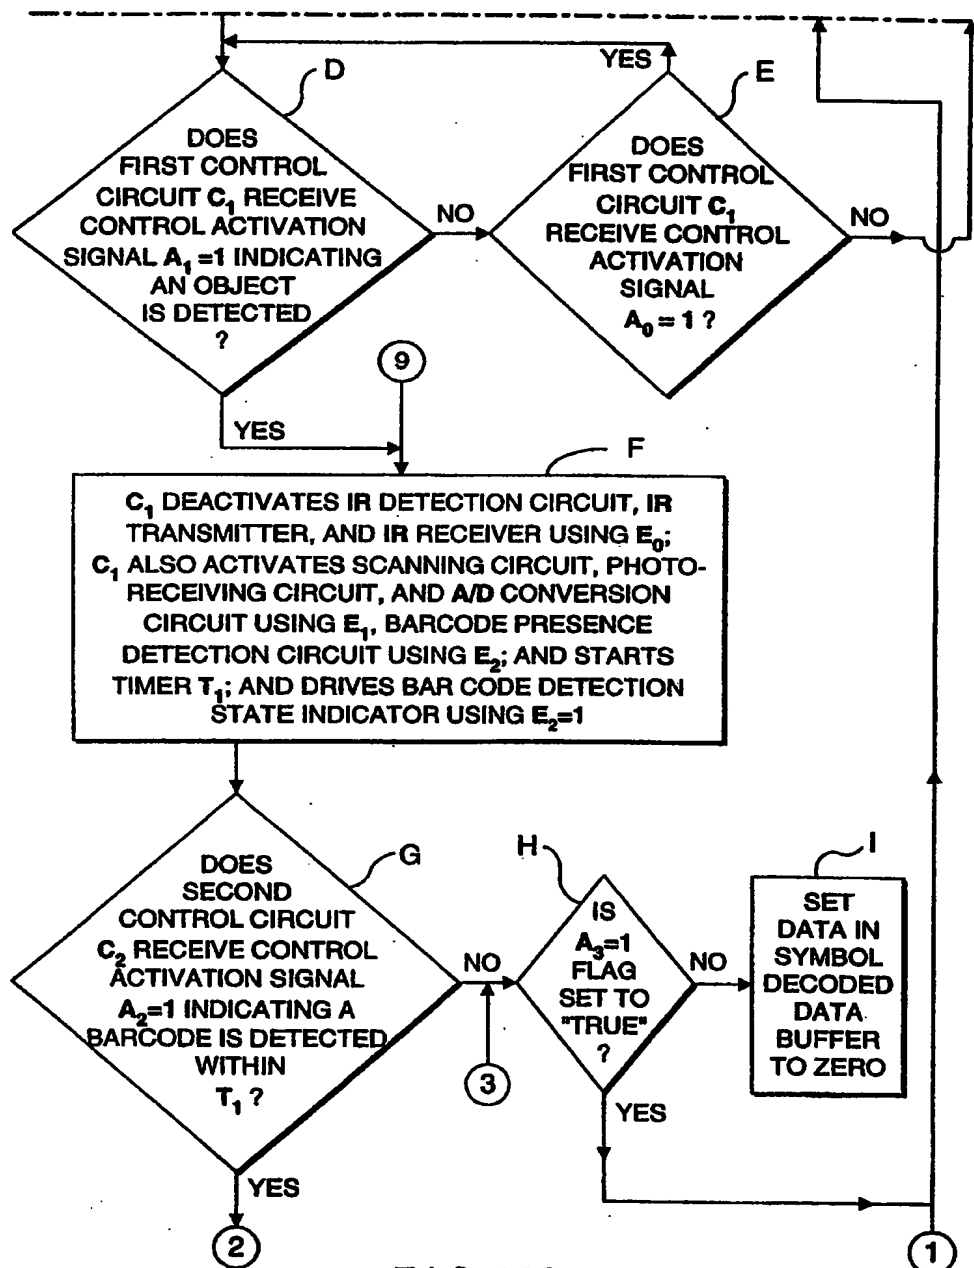 YES
D
DOES
FIRST CONTROL
CIRCUIT C₁ RECEIVE
CONTROL ACTIVATION
SIGNAL A₁ =1 INDICATING
AN OBJECT
IS DETECTED
?
NO
E
DOES
FIRST CONTROL
CIRCUIT C₁
RECEIVE CONTROL
ACTIVATION
SIGNAL
A₀ = 1 ?
NO
9
YES
F
C₁ DEACTIVATES IR DETECTION CIRCUIT, IR
TRANSMITTER, AND IR RECEIVER USING E₀;
C₁ ALSO ACTIVATES SCANNING CIRCUIT, PHOTO-
RECEIVING CIRCUIT, AND A/D CONVERSION
CIRCUIT USING E₁, BARCODE PRESENCE
DETECTION CIRCUIT USING E₂; AND STARTS
TIMER T₁; AND DRIVES BAR CODE DETECTION
STATE INDICATOR USING E₂=1
G
DOES
SECOND
CONTROL CIRCUIT
C₂ RECEIVE CONTROL
ACTIVATION SIGNAL
A₂=1 INDICATING A
BARCODE IS DETECTED
WITHIN
T₁ ?
NO
3
H
IS
A₃=1
FLAG
SET TO
"TRUE"
?
NO
I
SET
DATA IN
SYMBOL
DECODED
DATA
BUFFER
TO ZERO
YES
YES
2
1